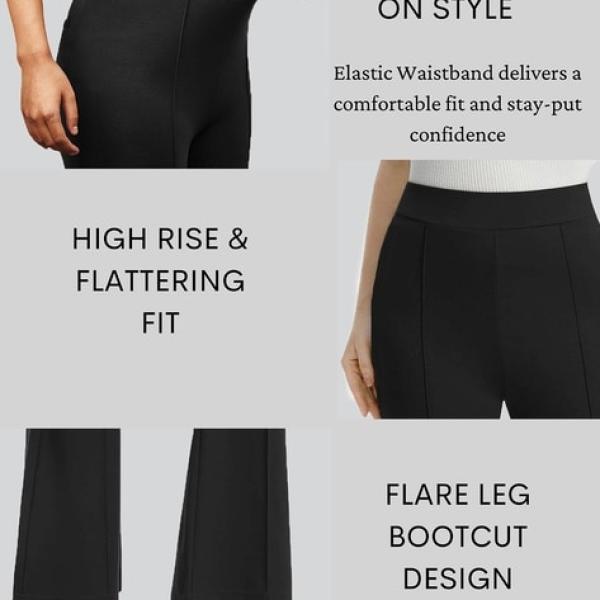 ON STYLE
Elastic Waistband delivers a
comfortable fit and stay-put
confidence
HIGH RISE &
FLATTERING
FIT
FLARE LEG
BOOTCUT
DESIGN